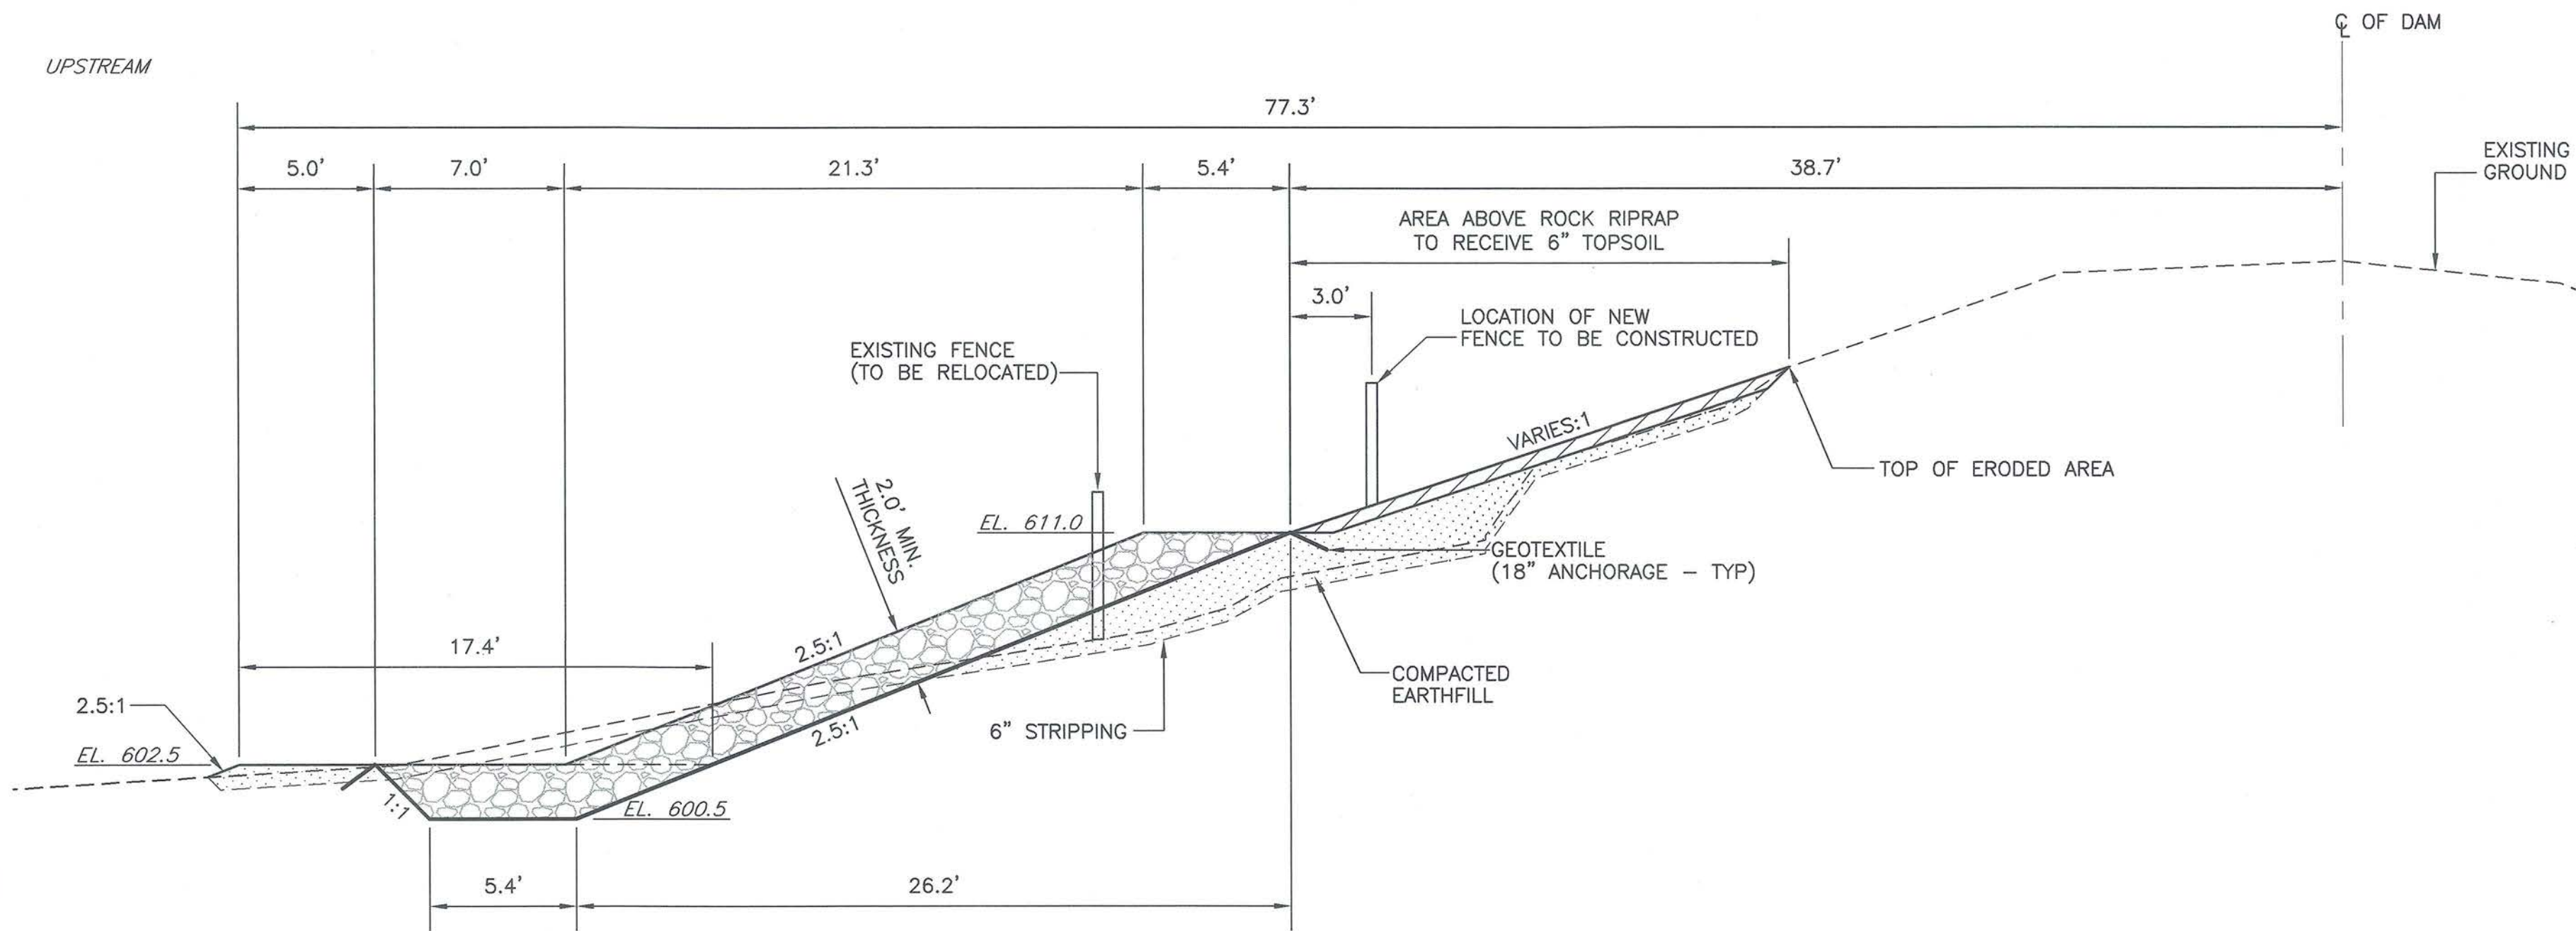 ℄ OF DAM
UPSTREAM
77.3'
5.0'
7.0'
21.3'
5.4'
38.7'
EXISTING
GROUND
AREA ABOVE ROCK RIPRAP
TO RECEIVE 6" TOPSOIL
3.0'
LOCATION OF NEW
FENCE TO BE CONSTRUCTED
EXISTING FENCE
(TO BE RELOCATED)
VARIES:1
TOP OF ERODED AREA
2.0' MIN.
THICKNESS
EL. 611.0
GEOTEXTILE
(18" ANCHORAGE - TYP)
17.4'
2.5:1
COMPACTED
EARTHFILL
2.5:1
2.5:1
6" STRIPPING
EL. 602.5
1:1
EL. 600.5
5.4'
26.2'